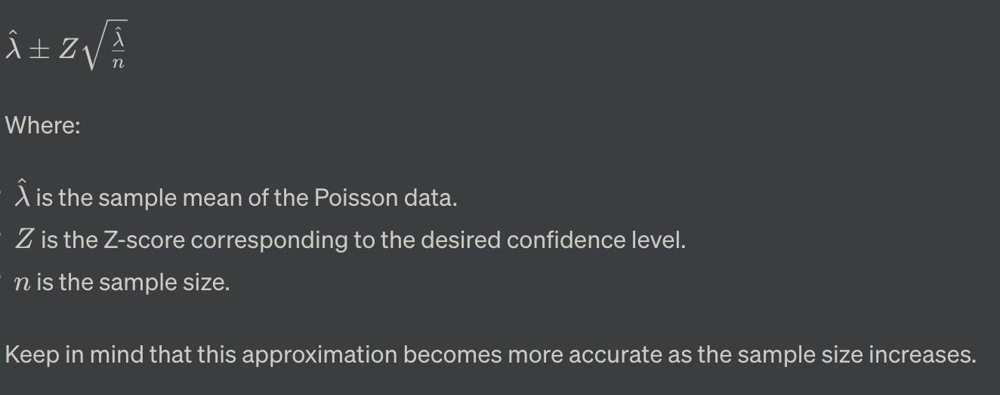 $\hat{\lambda} \pm Z\sqrt{\frac{\hat{\lambda}}{n}}$
Where:
$\hat{\lambda}$ is the sample mean of the Poisson data.
$Z$ is the Z-score corresponding to the desired confidence level.
$n$ is the sample size.
Keep in mind that this approximation becomes more accurate as the sample size increases.